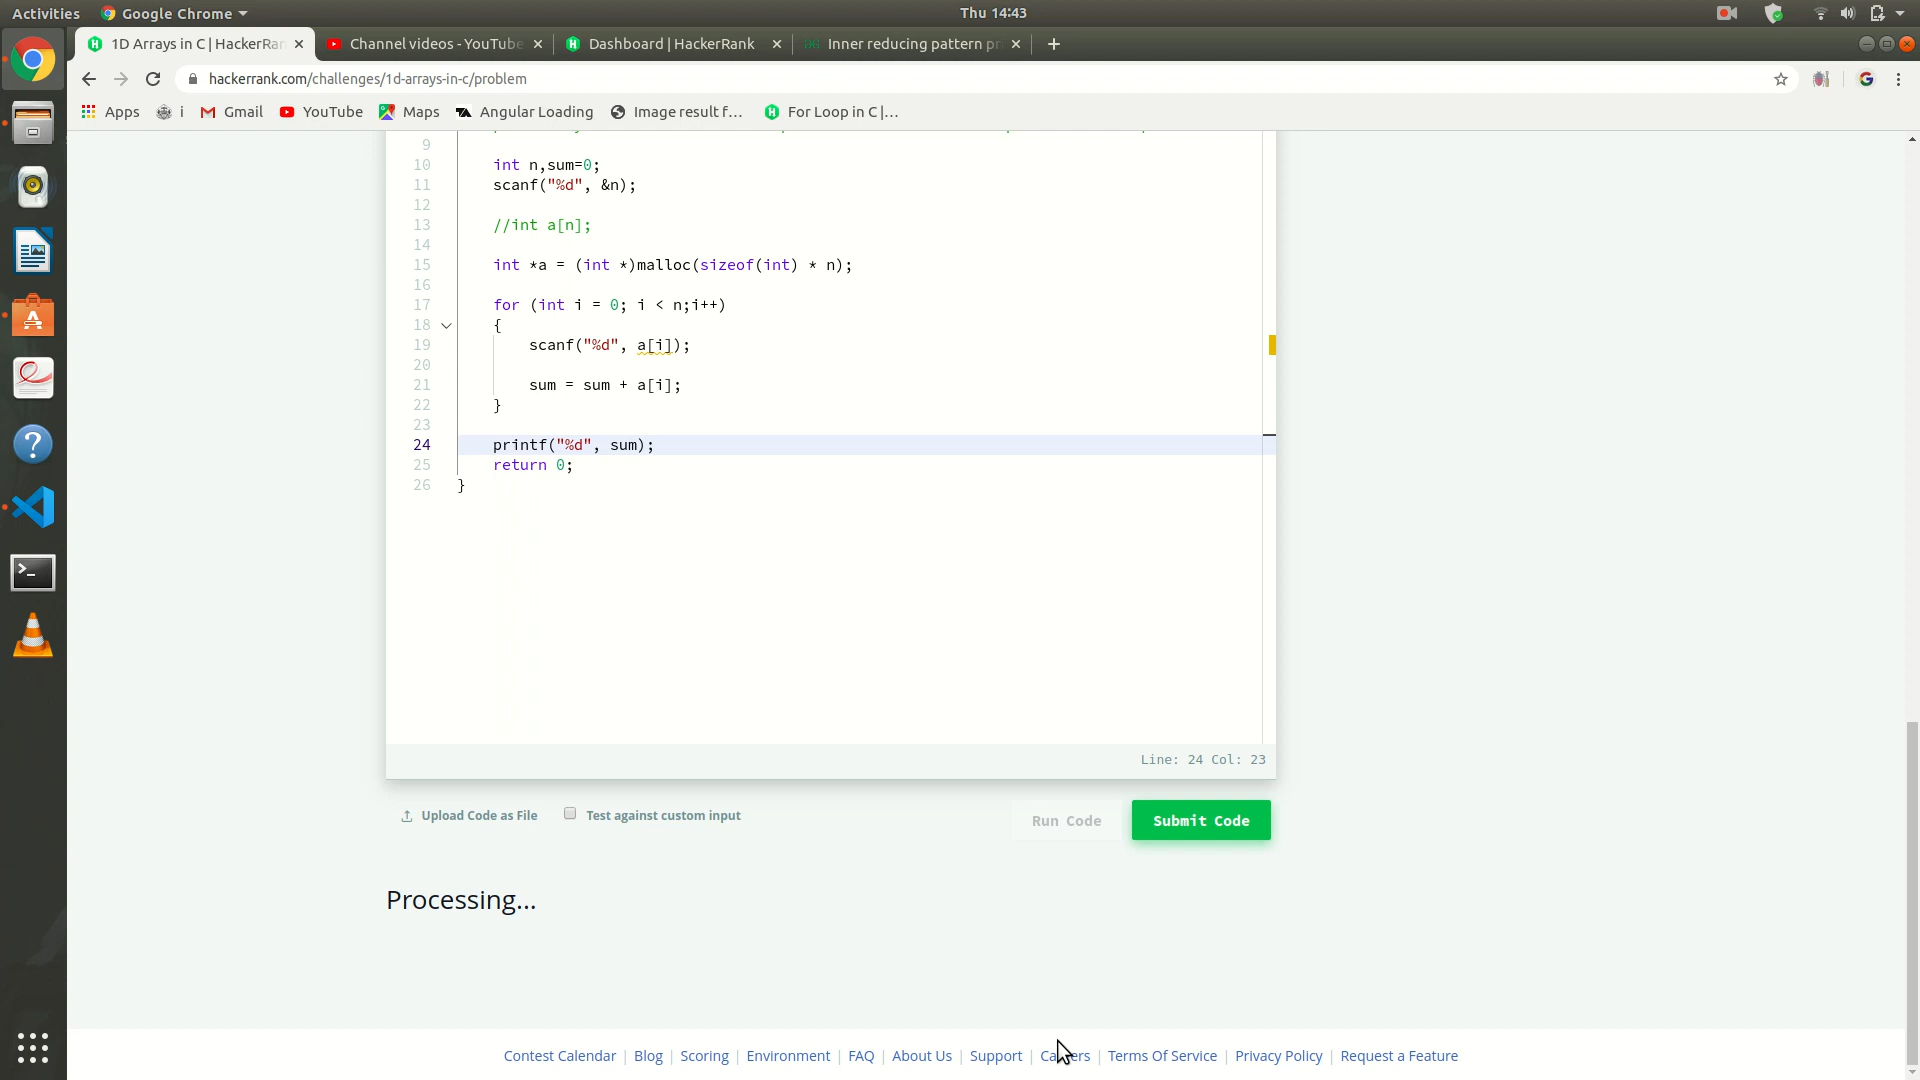 Activities Google Chrome Thu 14:43
1D Arrays in C | HackerRan Channel videos - YouTube Dashboard | HackerRank Inner reducing pattern pr
hackerrank.com/challenges/1d-arrays-in-c/problem
Apps i Gmail YouTube Maps Angular Loading Image result f... For Loop in C |...
9
10 int n,sum=0;
11 scanf("%d", &n);
12
13 //int a[n];
14
15 int *a = (int *)malloc(sizeof(int) * n);
16
17 for (int i = 0; i < n;i++)
18 {
19 scanf("%d", a[i]);
20
21 sum = sum + a[i];
22 }
23
24 printf("%d", sum);
25 return 0;
26 }
Line: 24 Col: 23
Upload Code as File Test against custom input Run Code Submit Code
Processing...
Contest Calendar | Blog | Scoring | Environment | FAQ | About Us | Support | Careers | Terms Of Service | Privacy Policy | Request a Feature